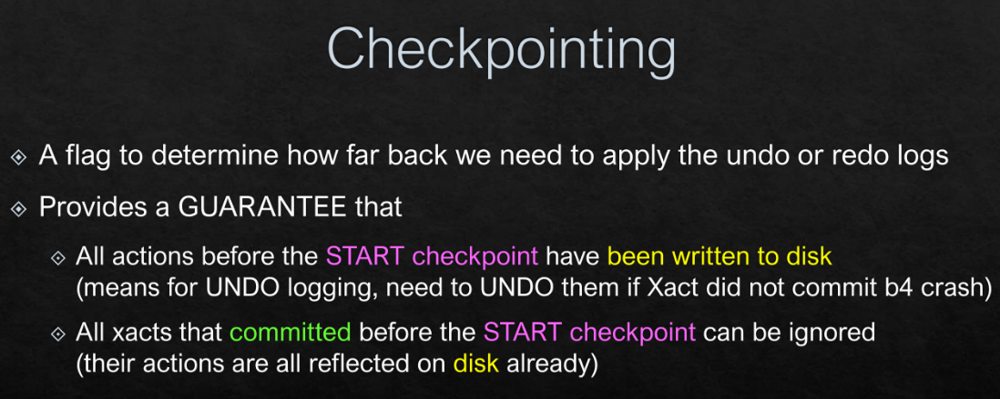 Checkpointing
A flag to determine how far back we need to apply the undo or redo logs
Provides a GUARANTEE that
All actions before the START checkpoint have been written to disk
(means for UNDO logging, need to UNDO them if Xact did not commit b4 crash)
All xacts that committed before the START checkpoint can be ignored
(their actions are all reflected on disk already)